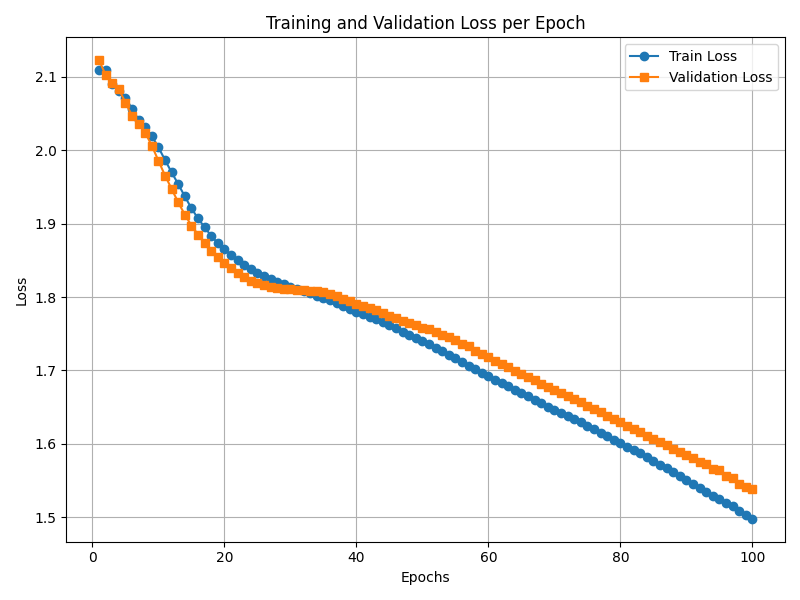 Training and Validation Loss per Epoch
Train Loss
Validation Loss
2.1
2.0
1.9
1.8
1.7
1.6
1.5
Loss
0 20 40 60 80 100
Epochs